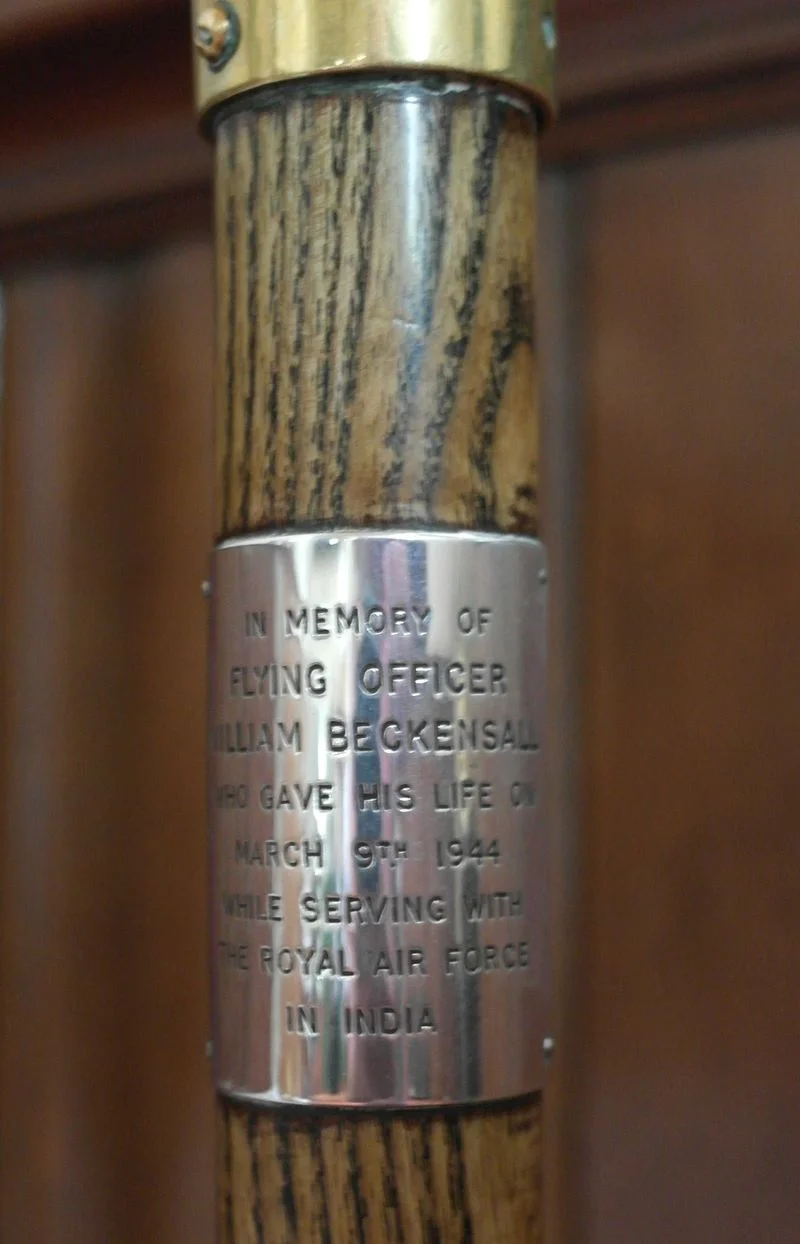 IN MEMORY OF
FLYING OFFICER
WILLIAM BECKENSALL
WHO GAVE HIS LIFE ON
MARCH 9TH 1944
WHILE SERVING WITH
THE ROYAL AIR FORCE
IN INDIA